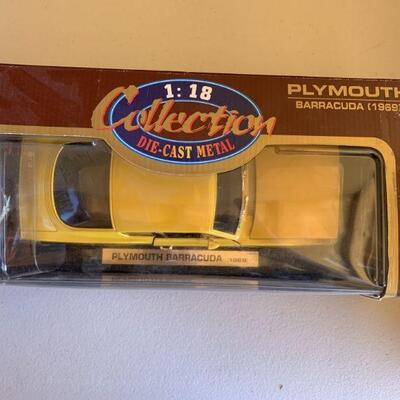 1:18
Collection
DIE-CAST METAL
PLYMOUTH
BARRACUDA (1969)
PLYMOUTH BARRACUDA (1969)